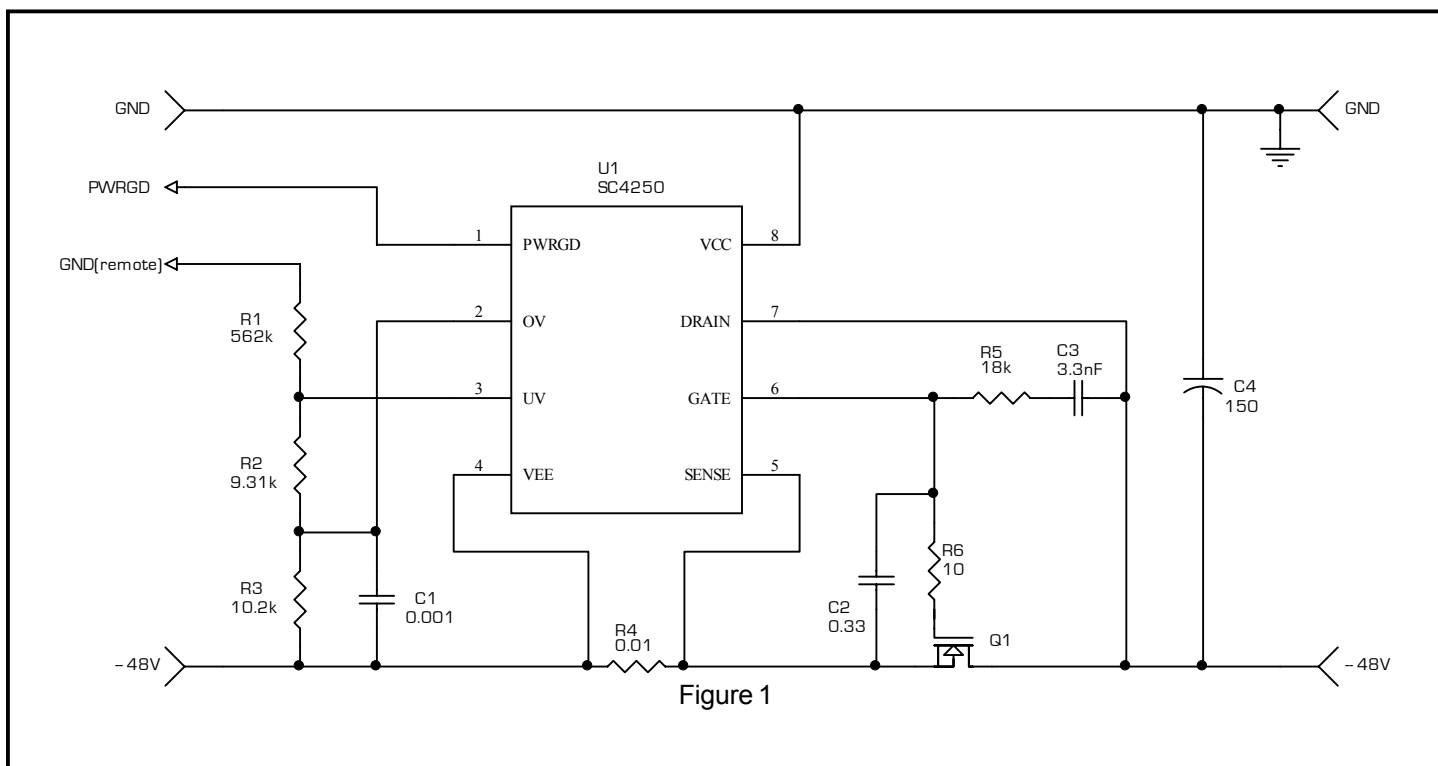 GND
GND
U1
SC4250
PWRGD
1
PWRGD
VCC
8
GND(remote)
R1
562k
2
OV
DRAIN
7
R5
18k
C3
3.3nF
3
UV
GATE
6
C4
150
R2
9.31k
4
VEE
SENSE
5
R3
10.2k
C1
0.001
R6
10
C2
0.33
R4
0.01
Q1
-48V
-48V
Figure 1